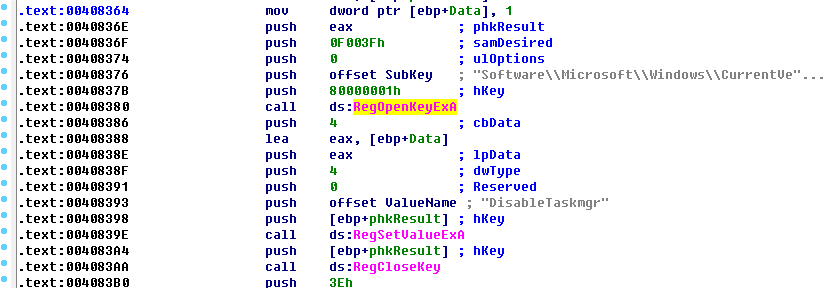 .text:00408364 mov dword ptr [ebp+Data], 1
.text:0040836E push eax ; phkResult
.text:0040836F push 0F003Fh ; samDesired
.text:00408374 push 0 ; ulOptions
.text:00408376 push offset SubKey ; "Software\\Microsoft\\Windows\\CurrentVe"...
.text:0040837B push 80000001h ; hKey
.text:00408380 call ds:RegOpenKeyExA
.text:00408386 push 4 ; cbData
.text:00408388 lea eax, [ebp+Data]
.text:0040838E push eax ; lpData
.text:0040838F push 4 ; dwType
.text:00408391 push 0 ; Reserved
.text:00408393 push offset ValueName ; "DisableTaskmgr"
.text:00408398 push [ebp+phkResult] ; hKey
.text:0040839E call ds:RegSetValueExA
.text:004083A4 push [ebp+phkResult] ; hKey
.text:004083AA call ds:RegCloseKey
.text:004083B0 push 3Eh